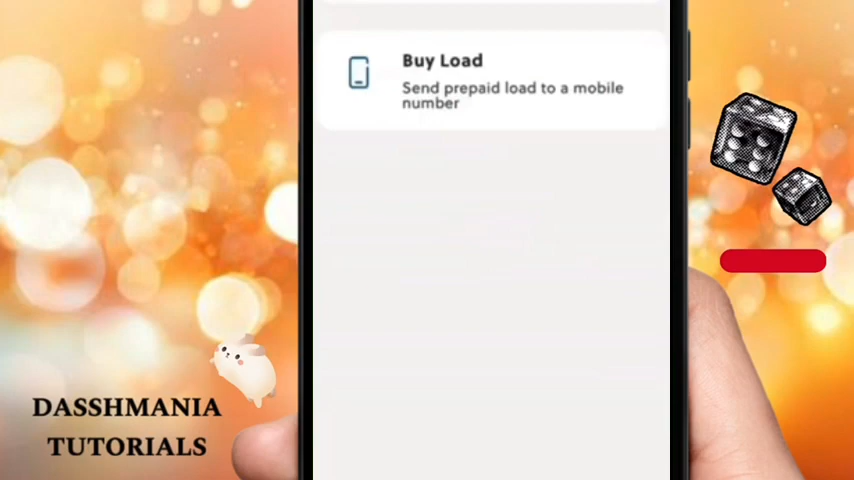 Buy Load
Send prepaid load to a mobile
number
DASSHMANIA
TUTORIALS